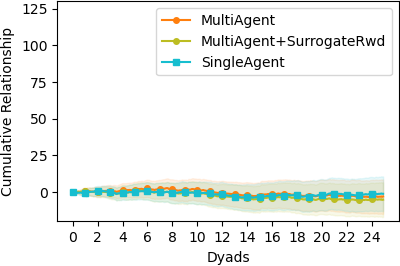 Cumulative Relationship
125
100
75
50
25
0
MultiAgent
MultiAgent+SurrogateRwd
SingleAgent
0 2 4 6 8 10 12 14 16 18 20 22 24
Dyads